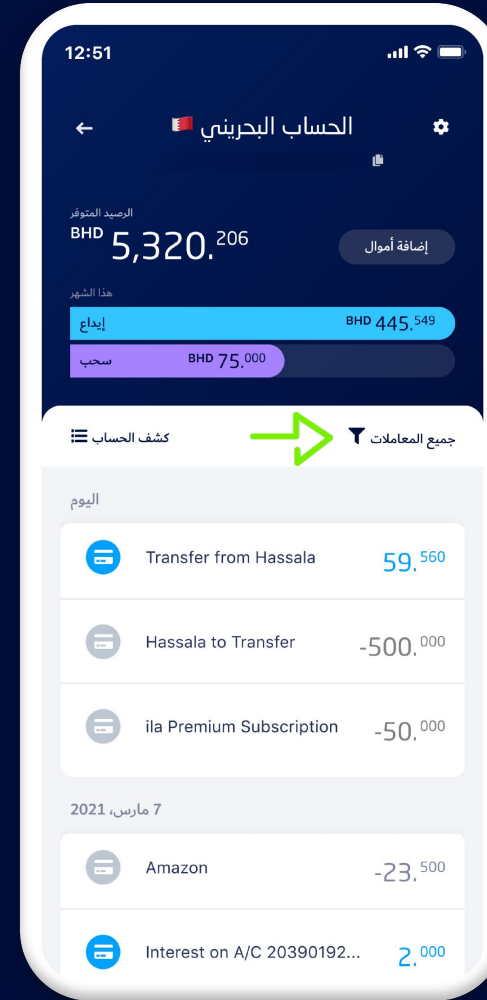 12:51
الحساب البحريني
الرصيد المتوفر
BHD 5,320.206
إضافة أموال
هذا الشهر
إيداع BHD 445.549
سحب BHD 75.000
جميع المعاملات
كشف الحساب
اليوم
Transfer from Hassala 59.560
Hassala to Transfer -500.000
ila Premium Subscription -50.000
7 مارس، 2021
Amazon -23.500
Interest on A/C 20390192... 2.000